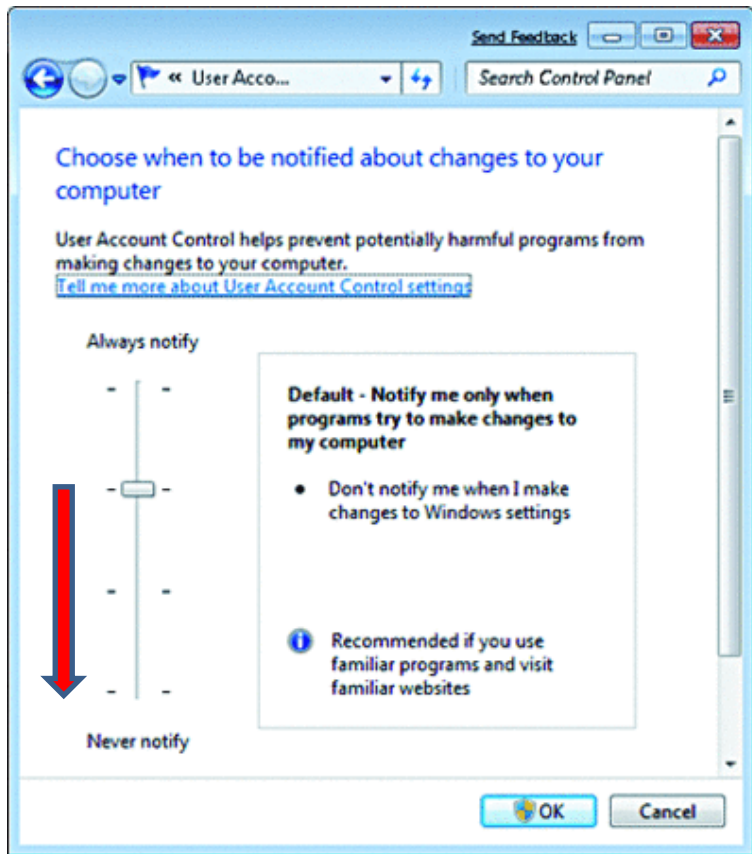 Send Feedback
« User Acco...
Search Control Panel
Choose when to be notified about changes to your
computer
User Account Control helps prevent potentially harmful programs from
making changes to your computer.
Tell me more about User Account Control settings
Always notify
Default - Notify me only when
programs try to make changes to
my computer
• Don't notify me when I make
changes to Windows settings
Recommended if you use
familiar programs and visit
familiar websites
Never notify
OK
Cancel